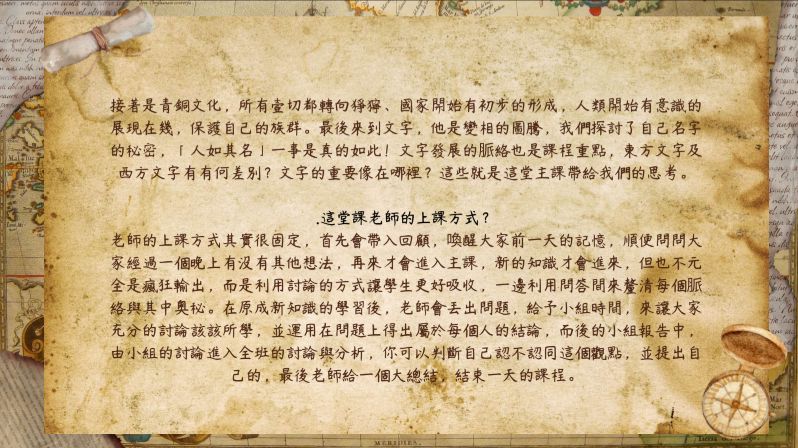 接著是青銅文化，所有壹切都轉向猙獰、國家開始有初步的形成，人類開始有意識的
展現在幾，保護自己的族群。最後來到文字，他是變相的圖騰，我們探討了自己名字
的秘密，「人如其名」一事是真的如此！文字發展的脈絡也是課程重點，東方文字及
西方文字有有何差別？文字的重要像在哪裡？這些就是這堂主課帶給我們的思考。
.這堂課老師的上課方式？
老師的上課方式其實很固定，首先會帶入回顧，喚醒大家前一天的記憶，順便問問大
家經過一個晚上有沒有其他想法，再來才會進入主課，新的知識才會進來，但也不元
全是瘋狂輸出，而是利用討論的方式讓學生更好吸收，一邊利用問答間來釐清每個脈
絡與其中奧祕。在原成新知識的學習後，老師會丟出問題，給予小組時間，來讓大家
充分的討論該該所學，並運用在問題上得出屬於每個人的結論，而後的小組報告中，
由小組的討論進入全班的討論與分析，你可以判斷自己認不認同這個觀點，並提出自
己的，最後老師給一個大總結，結束一天的課程。
MERIDIES.